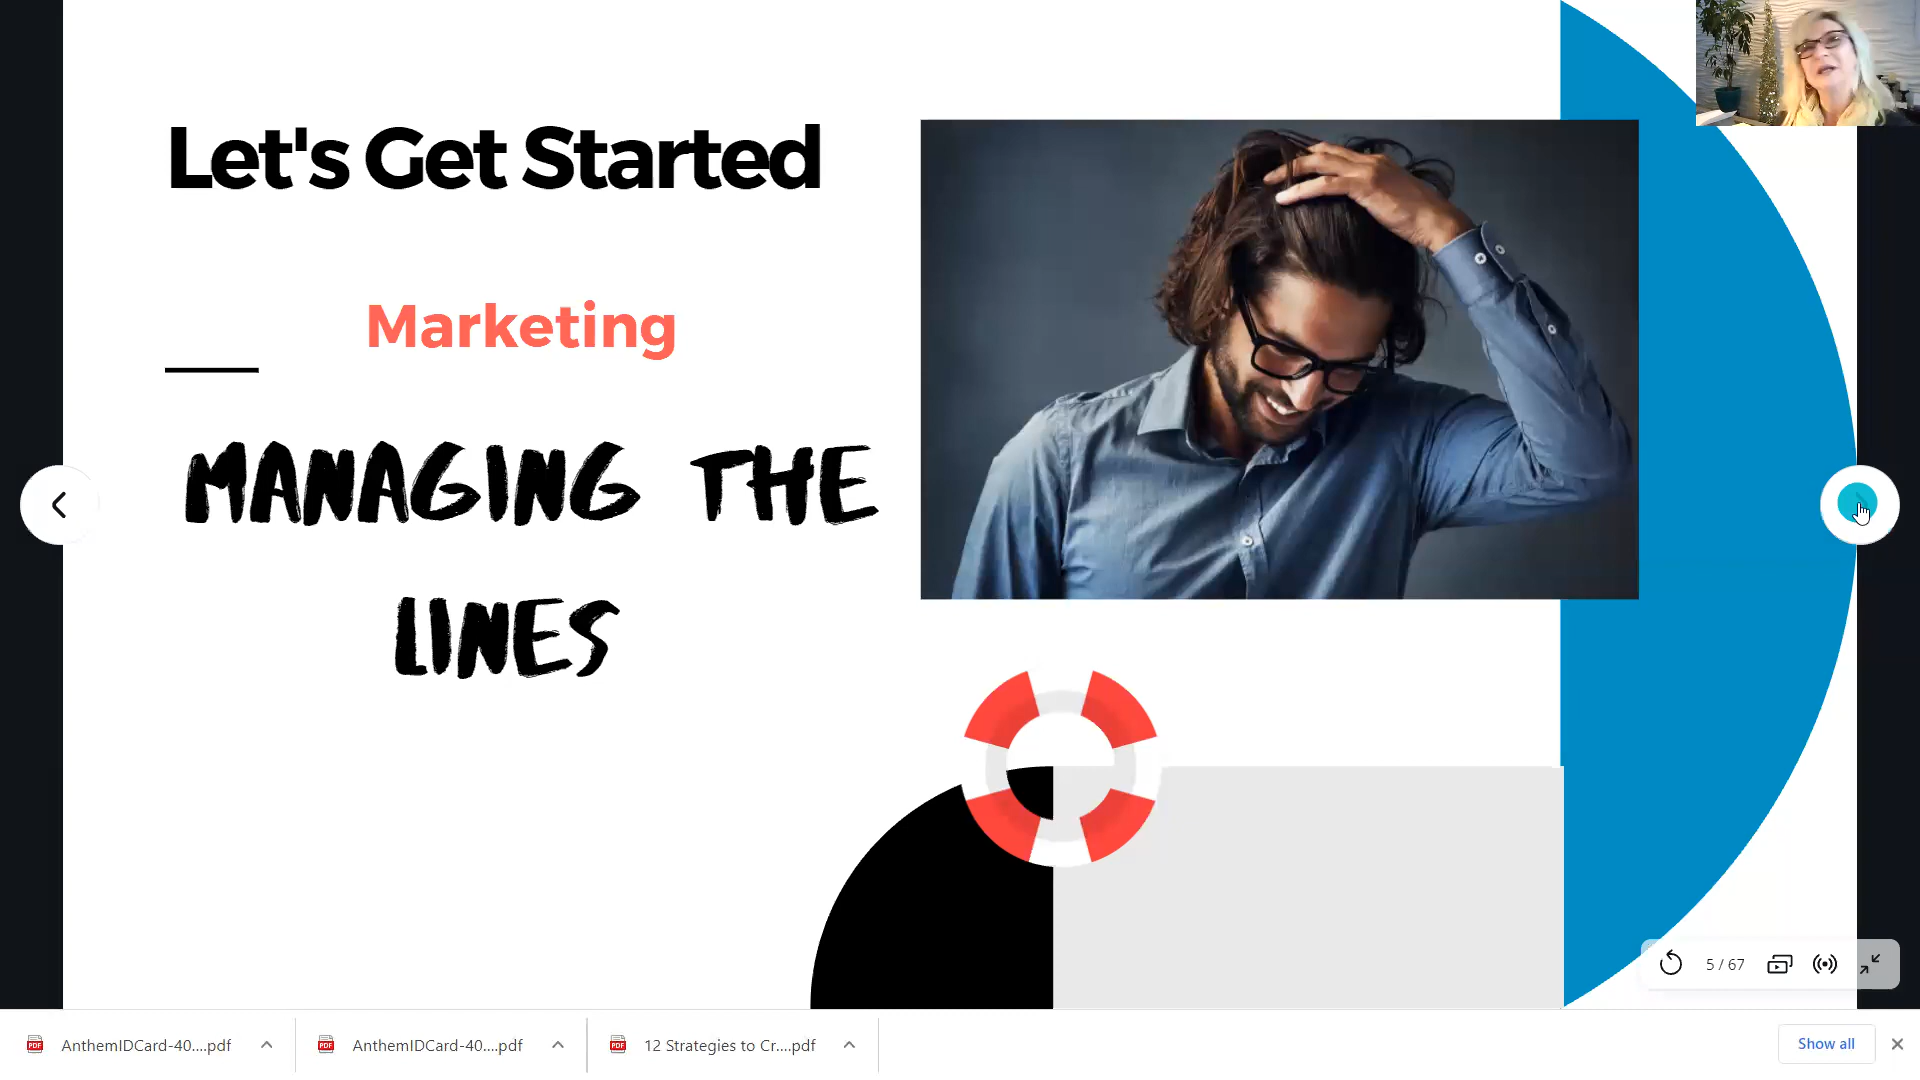 Let's Get Started
Marketing
MANAGING THE
LINES
5 / 67
AnthemIDCard-40....pdf
AnthemIDCard-40....pdf
12 Strategies to Cr....pdf
Show all